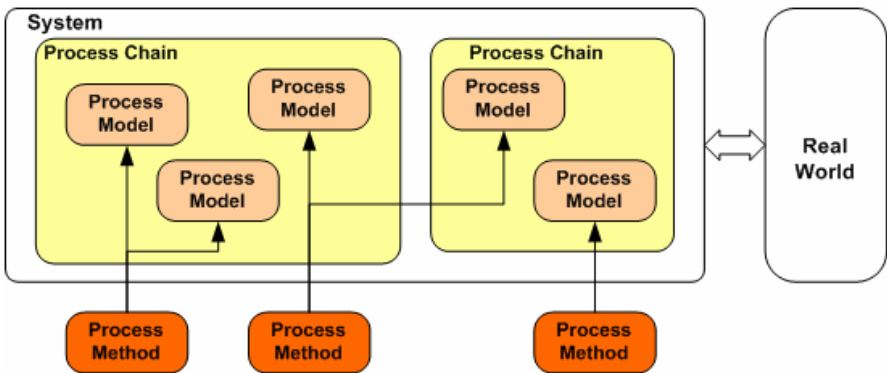 System
Process Chain
Process
Model
Process
Model
Process
Model
Process Chain
Process
Model
Process
Model
Real
World
Process
Method
Process
Method
Process
Method